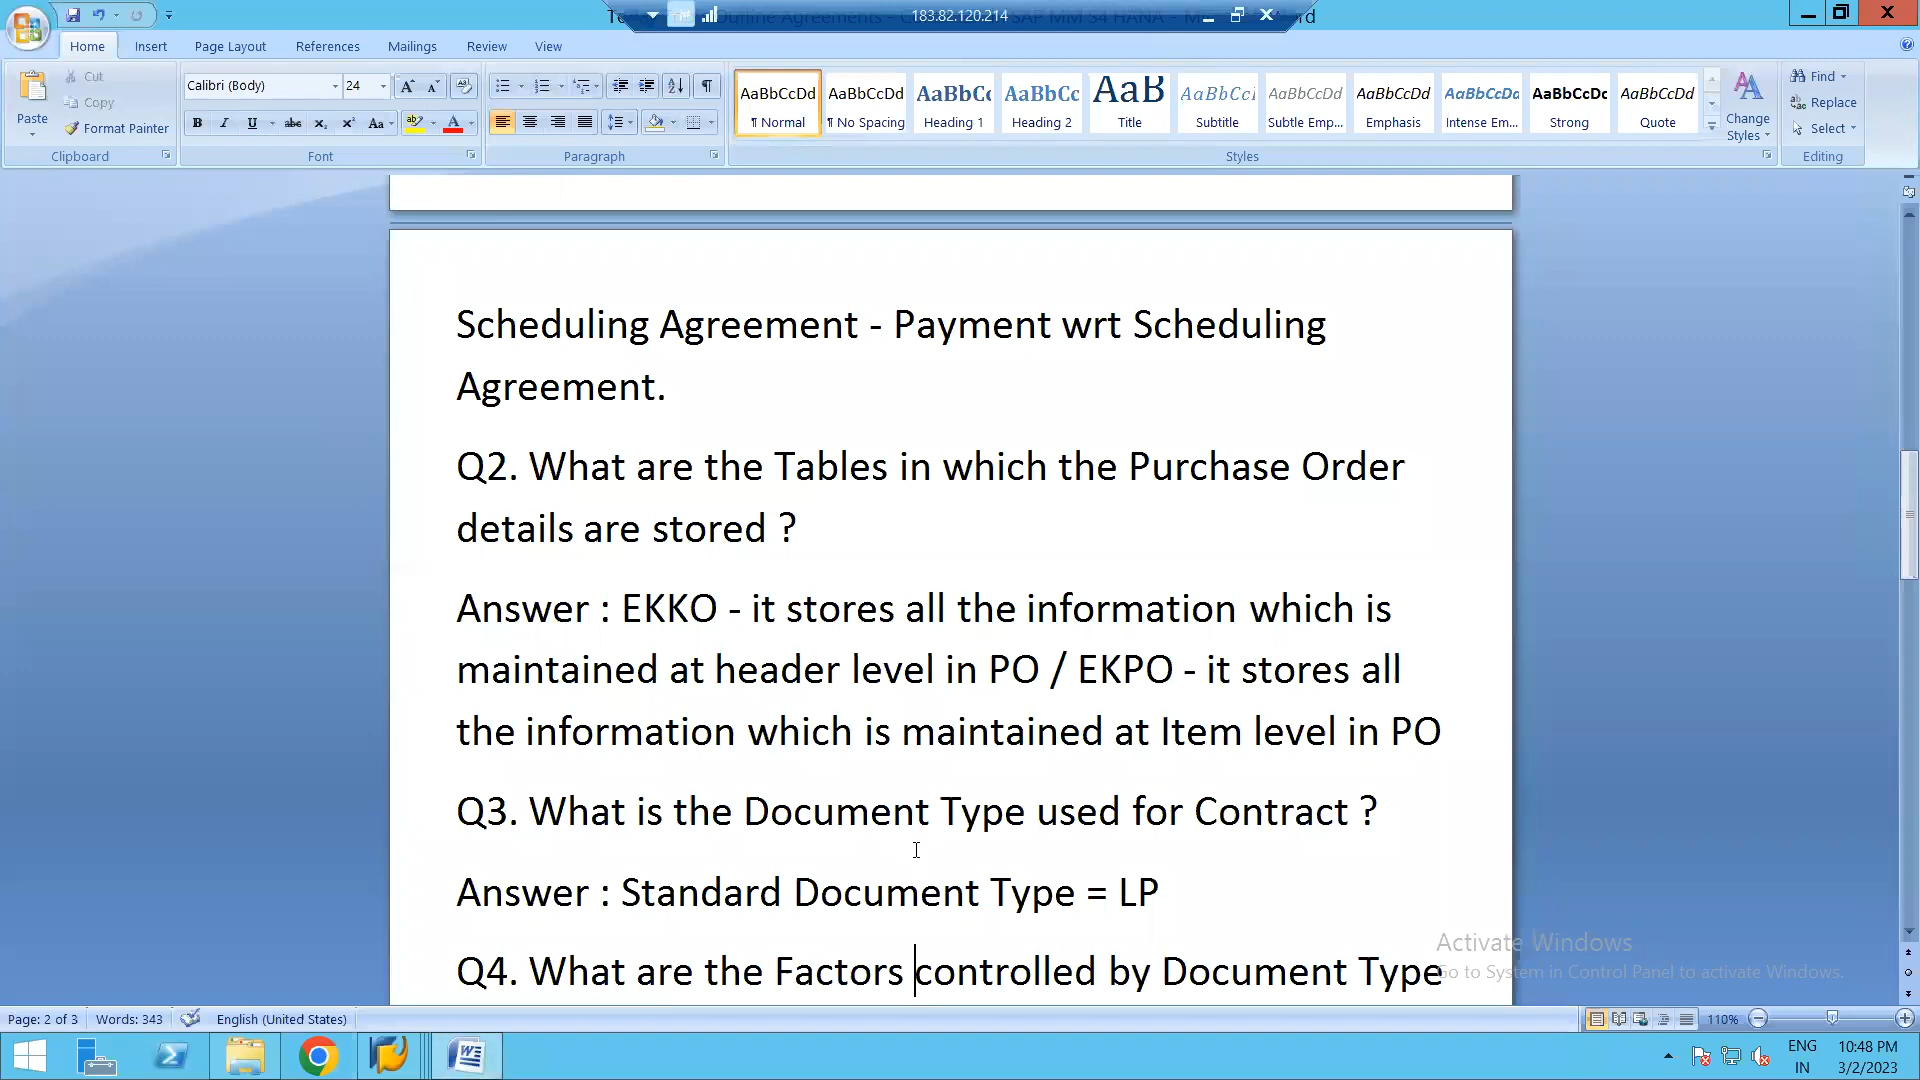 183.82.120.214
Home Insert Page Layout References Mailings Review View
Paste
Cut
Copy
Format Painter
Clipboard
Calibri (Body) 24
Font
Paragraph
AaBbCcDd AaBbCcDd AaBbCc AaBbCc AaB AaBbCcl AaBbCcDd AaBbCcDd AaBbCcDd AaBbCcDc AaBbCcDd
¶ Normal ¶ No Spacing Heading 1 Heading 2 Title Subtitle Subtle Emp... Emphasis Intense Em... Strong Quote
Styles
Change Styles
Find
Replace
Select
Editing
Scheduling Agreement - Payment wrt Scheduling
Agreement.
Q2. What are the Tables in which the Purchase Order
details are stored ?
Answer : EKKO - it stores all the information which is
maintained at header level in PO / EKPO - it stores all
the information which is maintained at Item level in PO
Q3. What is the Document Type used for Contract ?
Answer : Standard Document Type = LP
Q4. What are the Factors controlled by Document Type
Activate Windows
Go to System in Control Panel to activate Windows.
Page: 2 of 3 Words: 343 English (United States)
110%
ENG
IN
10:48 PM
3/2/2023